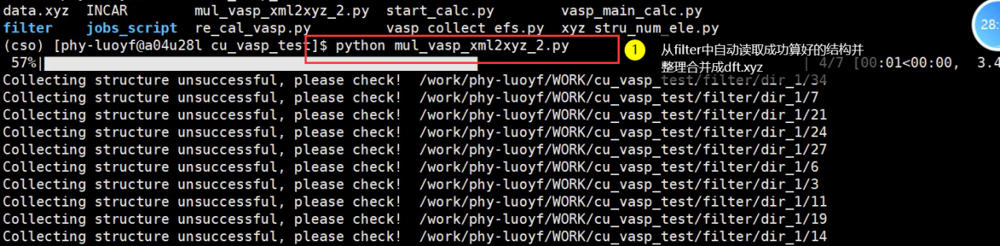 data.xyz INCAR mul_vasp_xml2xyz_2.py start_calc.py vasp_main_calc.py
filter jobs_script re_cal_vasp.py vasp_collect_efs.py xyz_stru_num_ele.py
(cso) [phy-luoyf@a04u28l cu_vasp_test]$ python mul_vasp_xml2xyz_2.py
1 从filter中自动读取成功算好的结构并
整理合并成dft.xyz
28:
57%| | 4/7 [00:01<00:00, 3.4
Collecting structure unsuccessful, please check! /work/phy-luoyf/WORK/cu_vasp_test/filter/dir_1/34
Collecting structure unsuccessful, please check! /work/phy-luoyf/WORK/cu_vasp_test/filter/dir_1/7
Collecting structure unsuccessful, please check! /work/phy-luoyf/WORK/cu_vasp_test/filter/dir_1/21
Collecting structure unsuccessful, please check! /work/phy-luoyf/WORK/cu_vasp_test/filter/dir_1/24
Collecting structure unsuccessful, please check! /work/phy-luoyf/WORK/cu_vasp_test/filter/dir_1/27
Collecting structure unsuccessful, please check! /work/phy-luoyf/WORK/cu_vasp_test/filter/dir_1/6
Collecting structure unsuccessful, please check! /work/phy-luoyf/WORK/cu_vasp_test/filter/dir_1/3
Collecting structure unsuccessful, please check! /work/phy-luoyf/WORK/cu_vasp_test/filter/dir_1/11
Collecting structure unsuccessful, please check! /work/phy-luoyf/WORK/cu_vasp_test/filter/dir_1/19
Collecting structure unsuccessful, please check! /work/phy-luoyf/WORK/cu_vasp_test/filter/dir_1/14